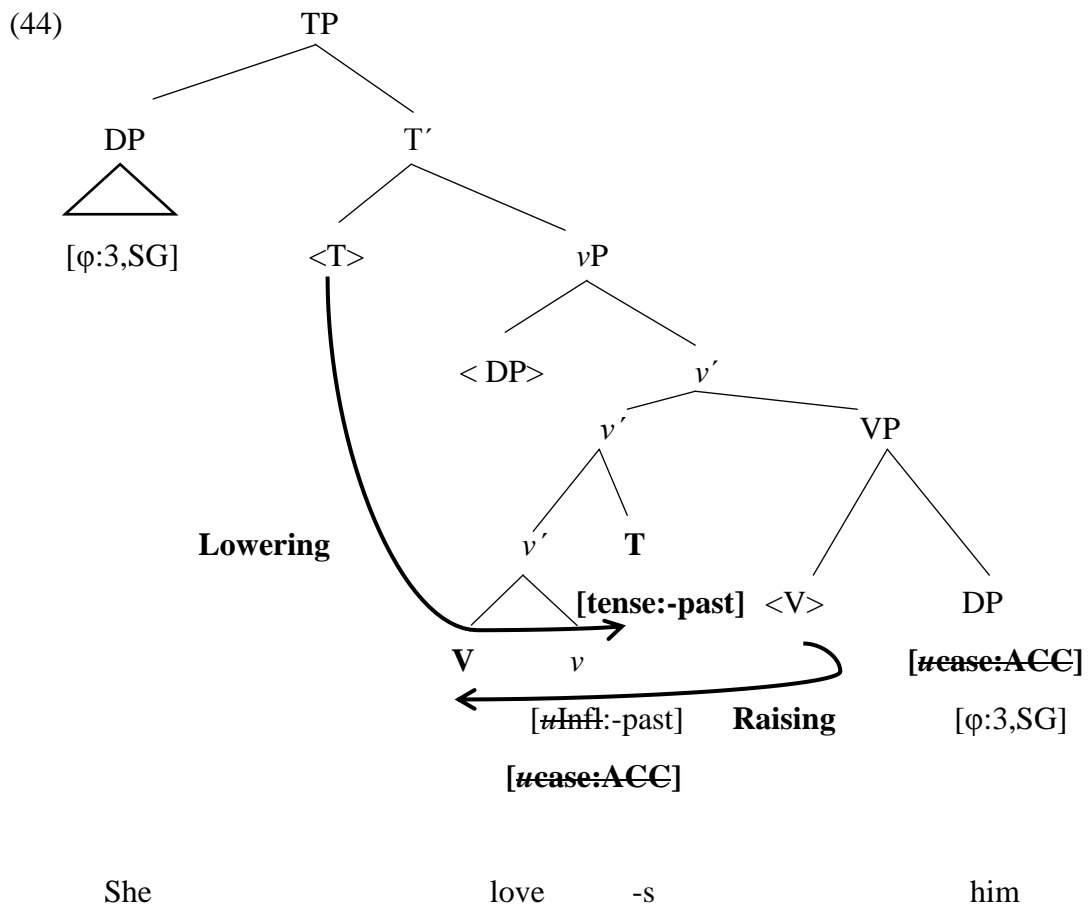 (44) TP
DP T´
[φ:3,SG] <T> vP
< DP> v´
v´ VP
Lowering v´ T
[tense:-past] <V> DP
V v [ucase:ACC]
[uInfl:-past] Raising [φ:3,SG]
[ucase:ACC]
She love -s him